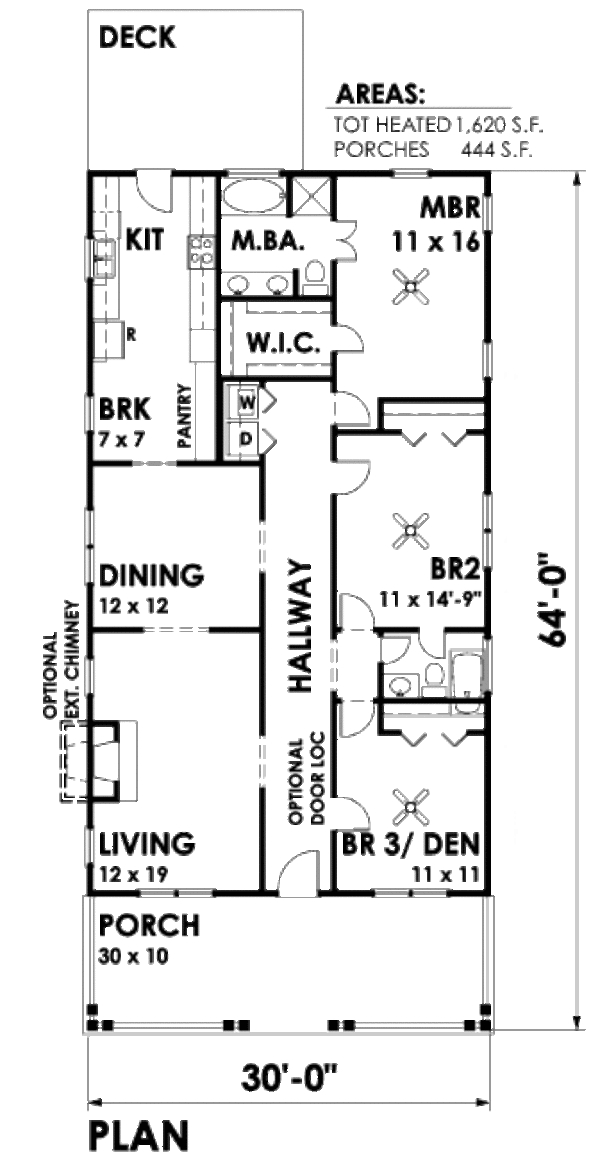 DECK
AREAS:
TOT HEATED 1,620 S.F.
PORCHES 444 S.F.
KIT
M.BA.
MBR
11 x 16
R
W.I.C.
BRK
7 x 7
PANTRY
W
D
DINING
12 x 12
HALLWAY
BR2
11 x 14'-9"
64'-0"
OPTIONAL
EXT. CHIMNEY
OPTIONAL
DOOR LOC
LIVING
12 x 19
BR 3/ DEN
11 x 11
PORCH
30 x 10
30'-0"
PLAN